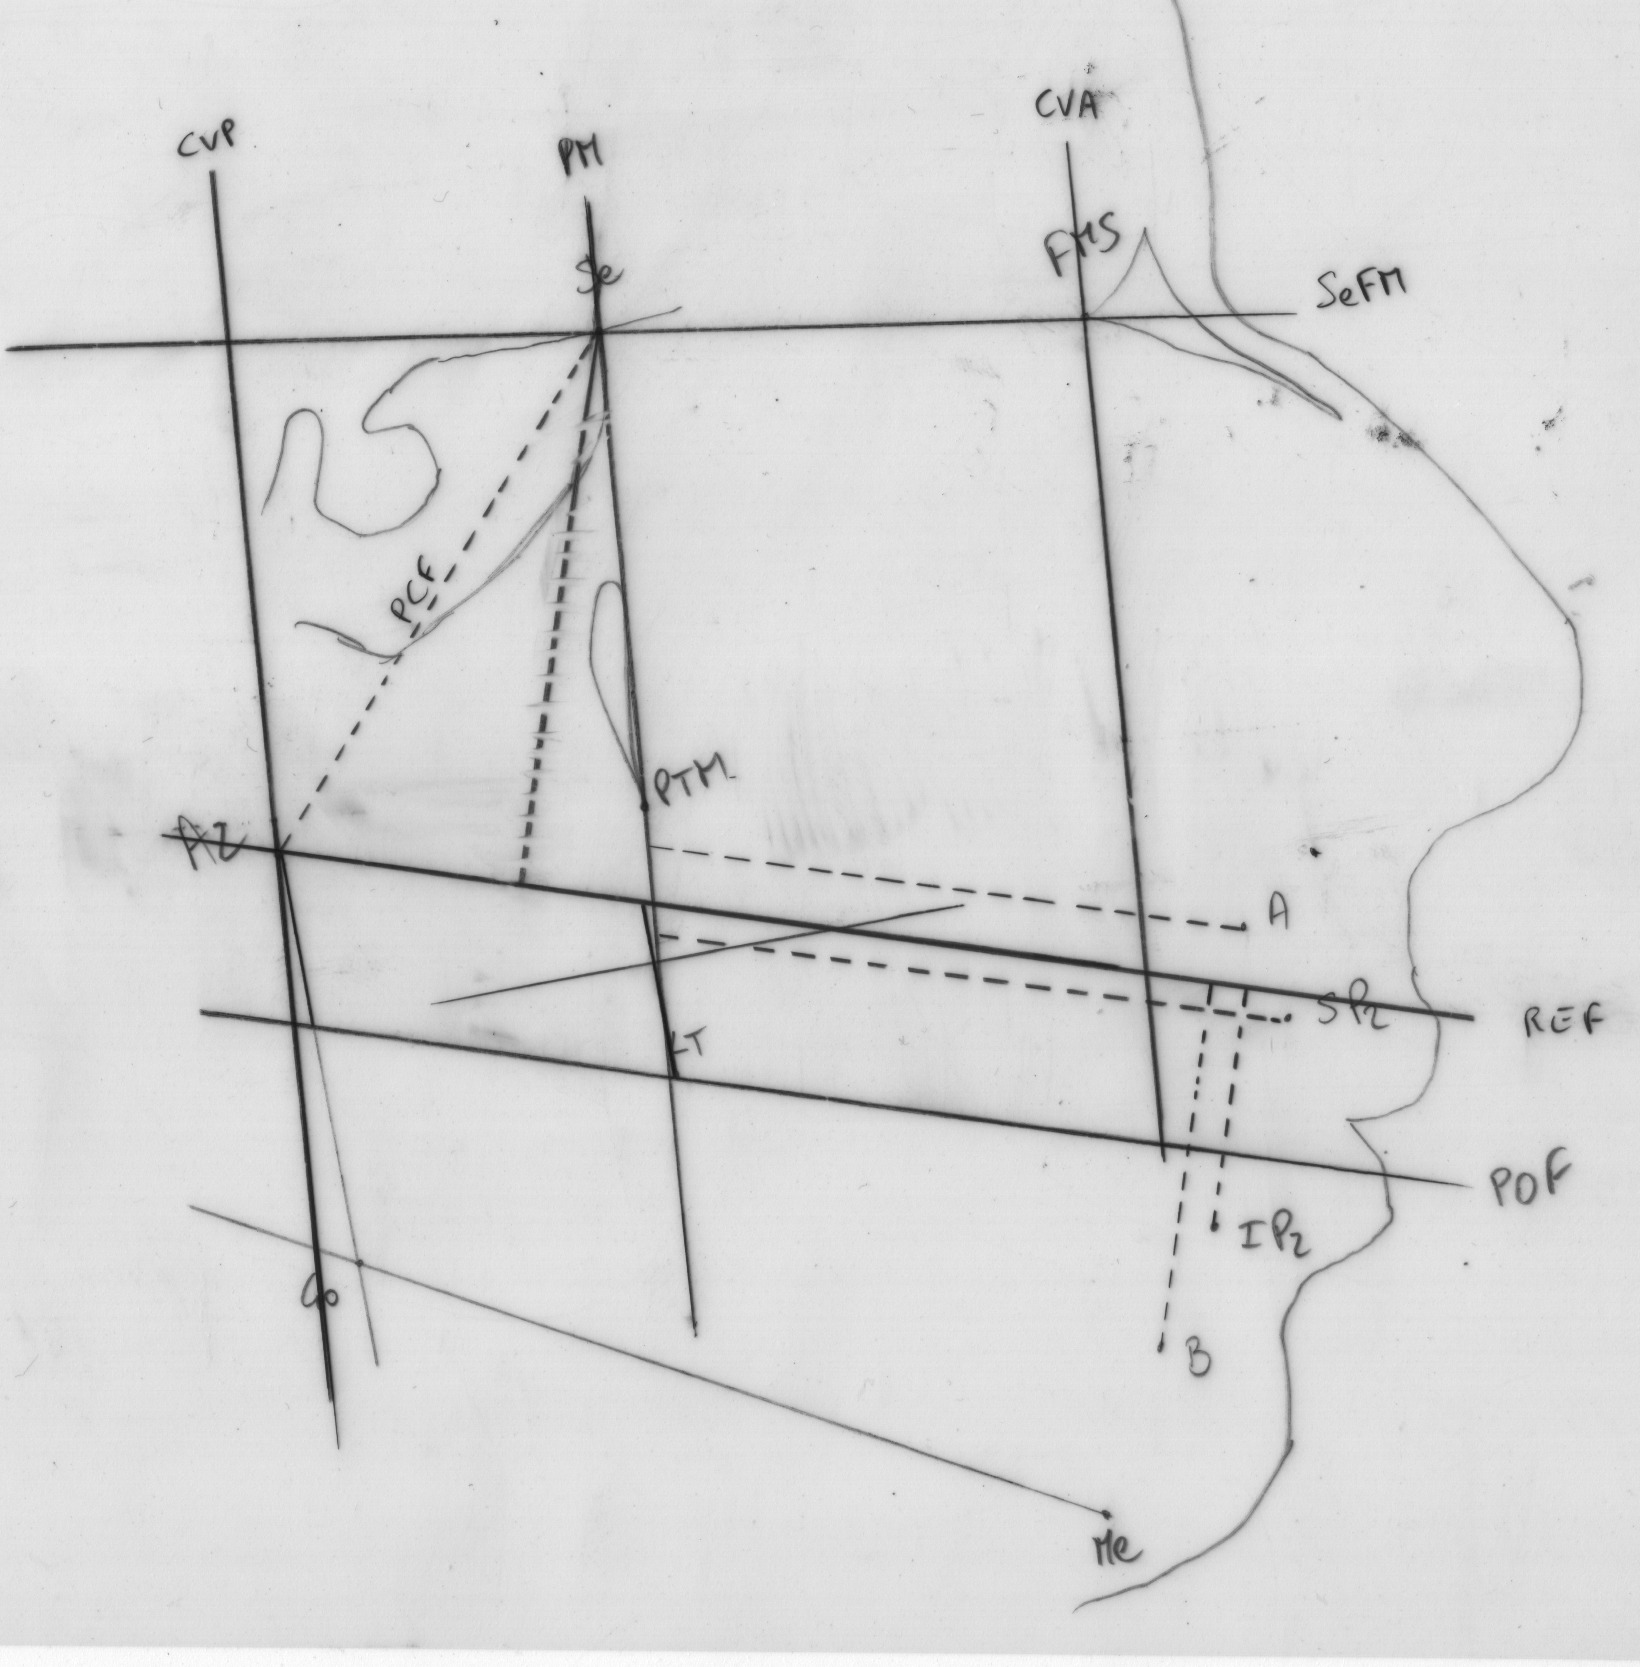 CVA
CVP
PM
FMS
Se
SeFM
PCF
PTM
AZ
A
SP2
REF
LT
POF
IP2
Go
B
Me